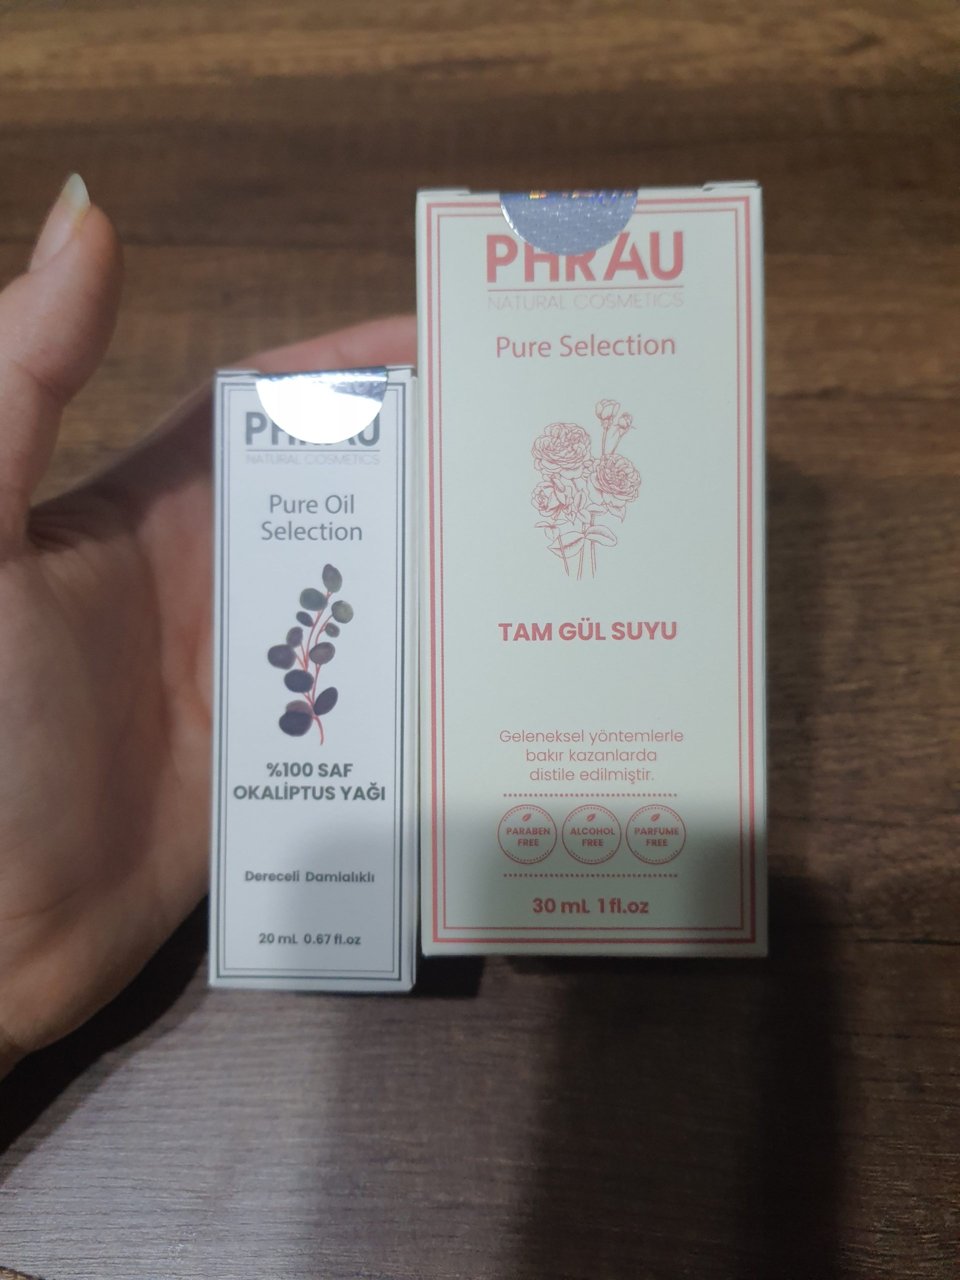 PHRAU
NATURAL COSMETICS
Pure Oil
Selection
%100 SAF
OKALİPTUS YAĞI
Dereceli Damlalıklı
20 mL 0.67 fl.oz
PHRAU
NATURAL COSMETICS
Pure Selection
TAM GÜL SUYU
Geleneksel yöntemlerle
bakır kazanlarda
distile edilmiştir.
PARABEN
FREE
ALCOHOL
FREE
PARFUME
FREE
30 mL 1 fl.oz